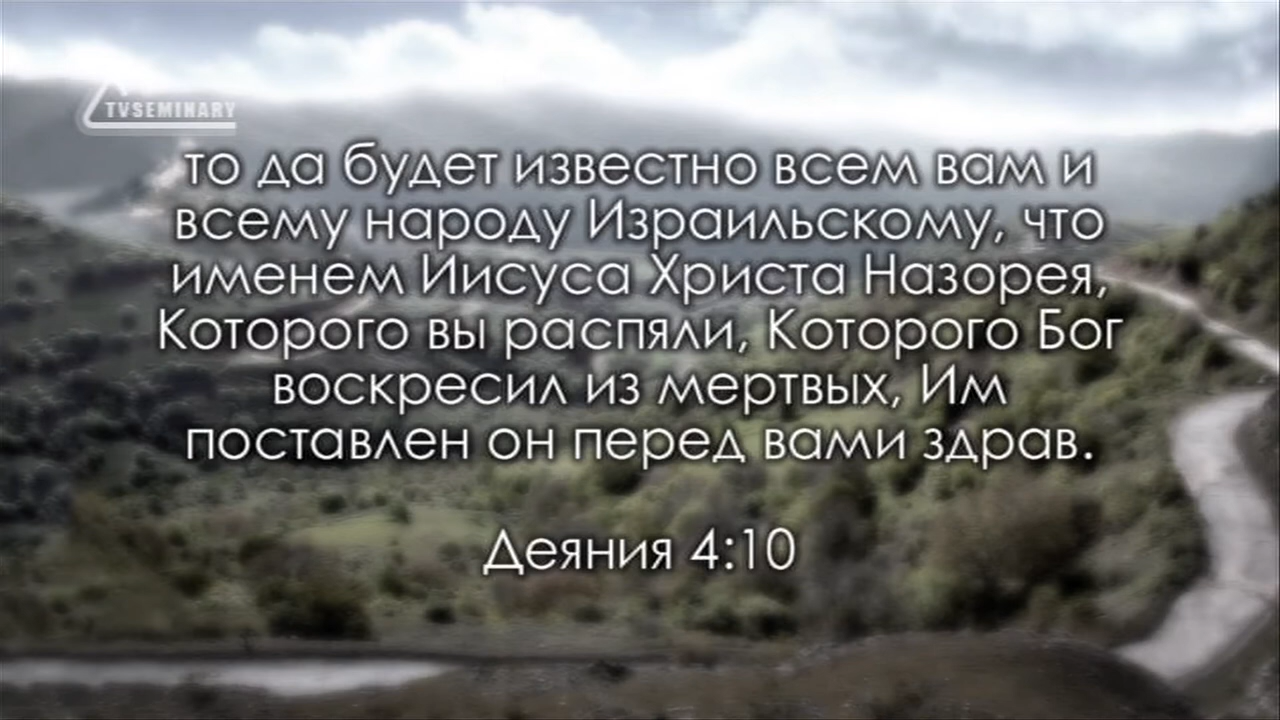 TVSEMINARY
то да будет известно всем вам и
всему народу Израильскому, что
именем Иисуса Христа Назорея,
Которого вы распяли, Которого Бог
воскресил из мертвых, Им
поставлен он перед вами здрав.
Деяния 4:10